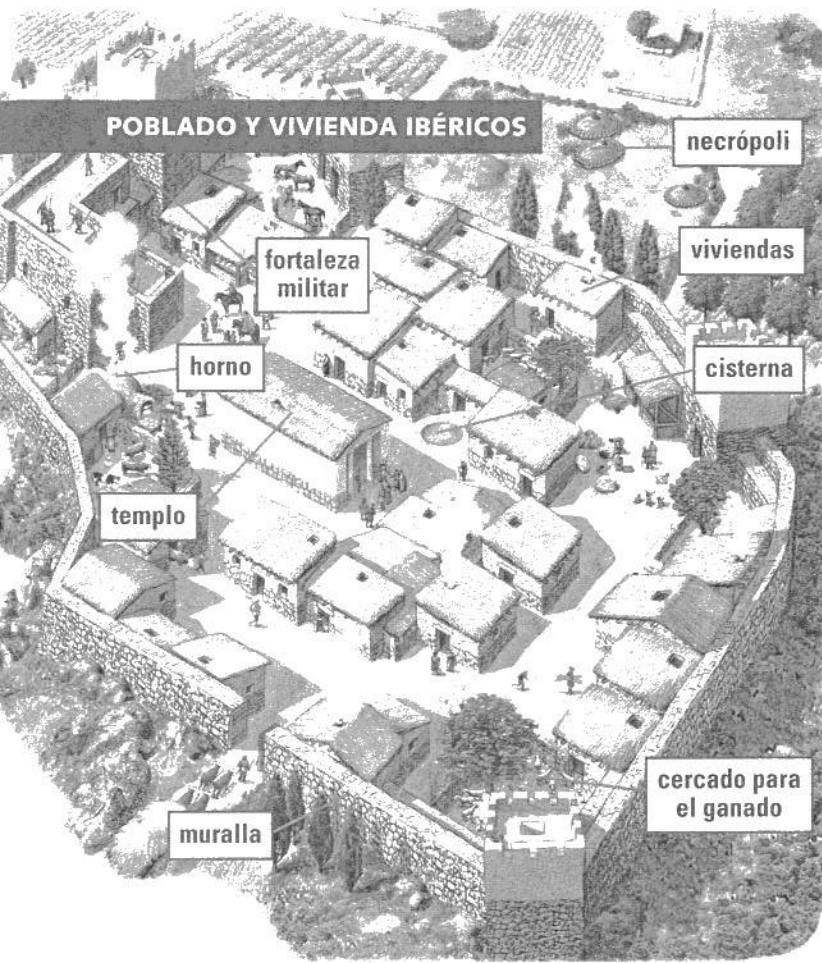 POBLADO Y VIVIENDA IBÉRICOS
necrópoli
viviendas
fortaleza
militar
horno
cisterna
templo
cercado para
el ganado
muralla